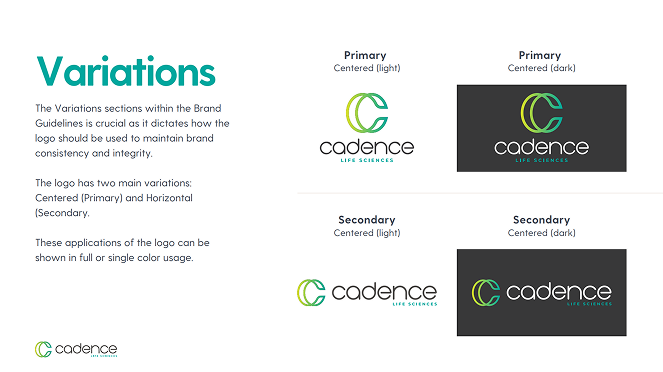 Variations
The Variations sections within the Brand
Guidelines is crucial as it dictates how the
logo should be used to maintain brand
consistency and integrity.
The logo has two main variations:
Centered (Primary) and Horizontal
(Secondary.
These applications of the logo can be
shown in full or single color usage.
cadence
LIFE SCIENCES
Primary
Centered (light)
cadence
LIFE SCIENCES
Primary
Centered (dark)
cadence
LIFE SCIENCES
Secondary
Centered (light)
cadence
LIFE SCIENCES
Secondary
Centered (dark)
cadence
LIFE SCIENCES